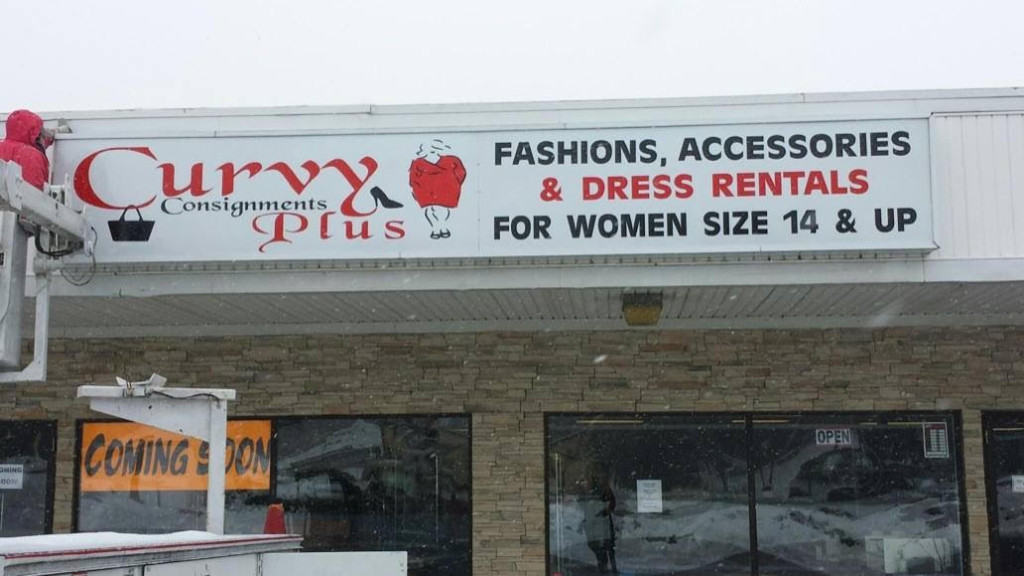 Curvy
Consignments
Plus
FASHIONS, ACCESSORIES
& DRESS RENTALS
FOR WOMEN SIZE 14 & UP
COMING SOON
OPEN